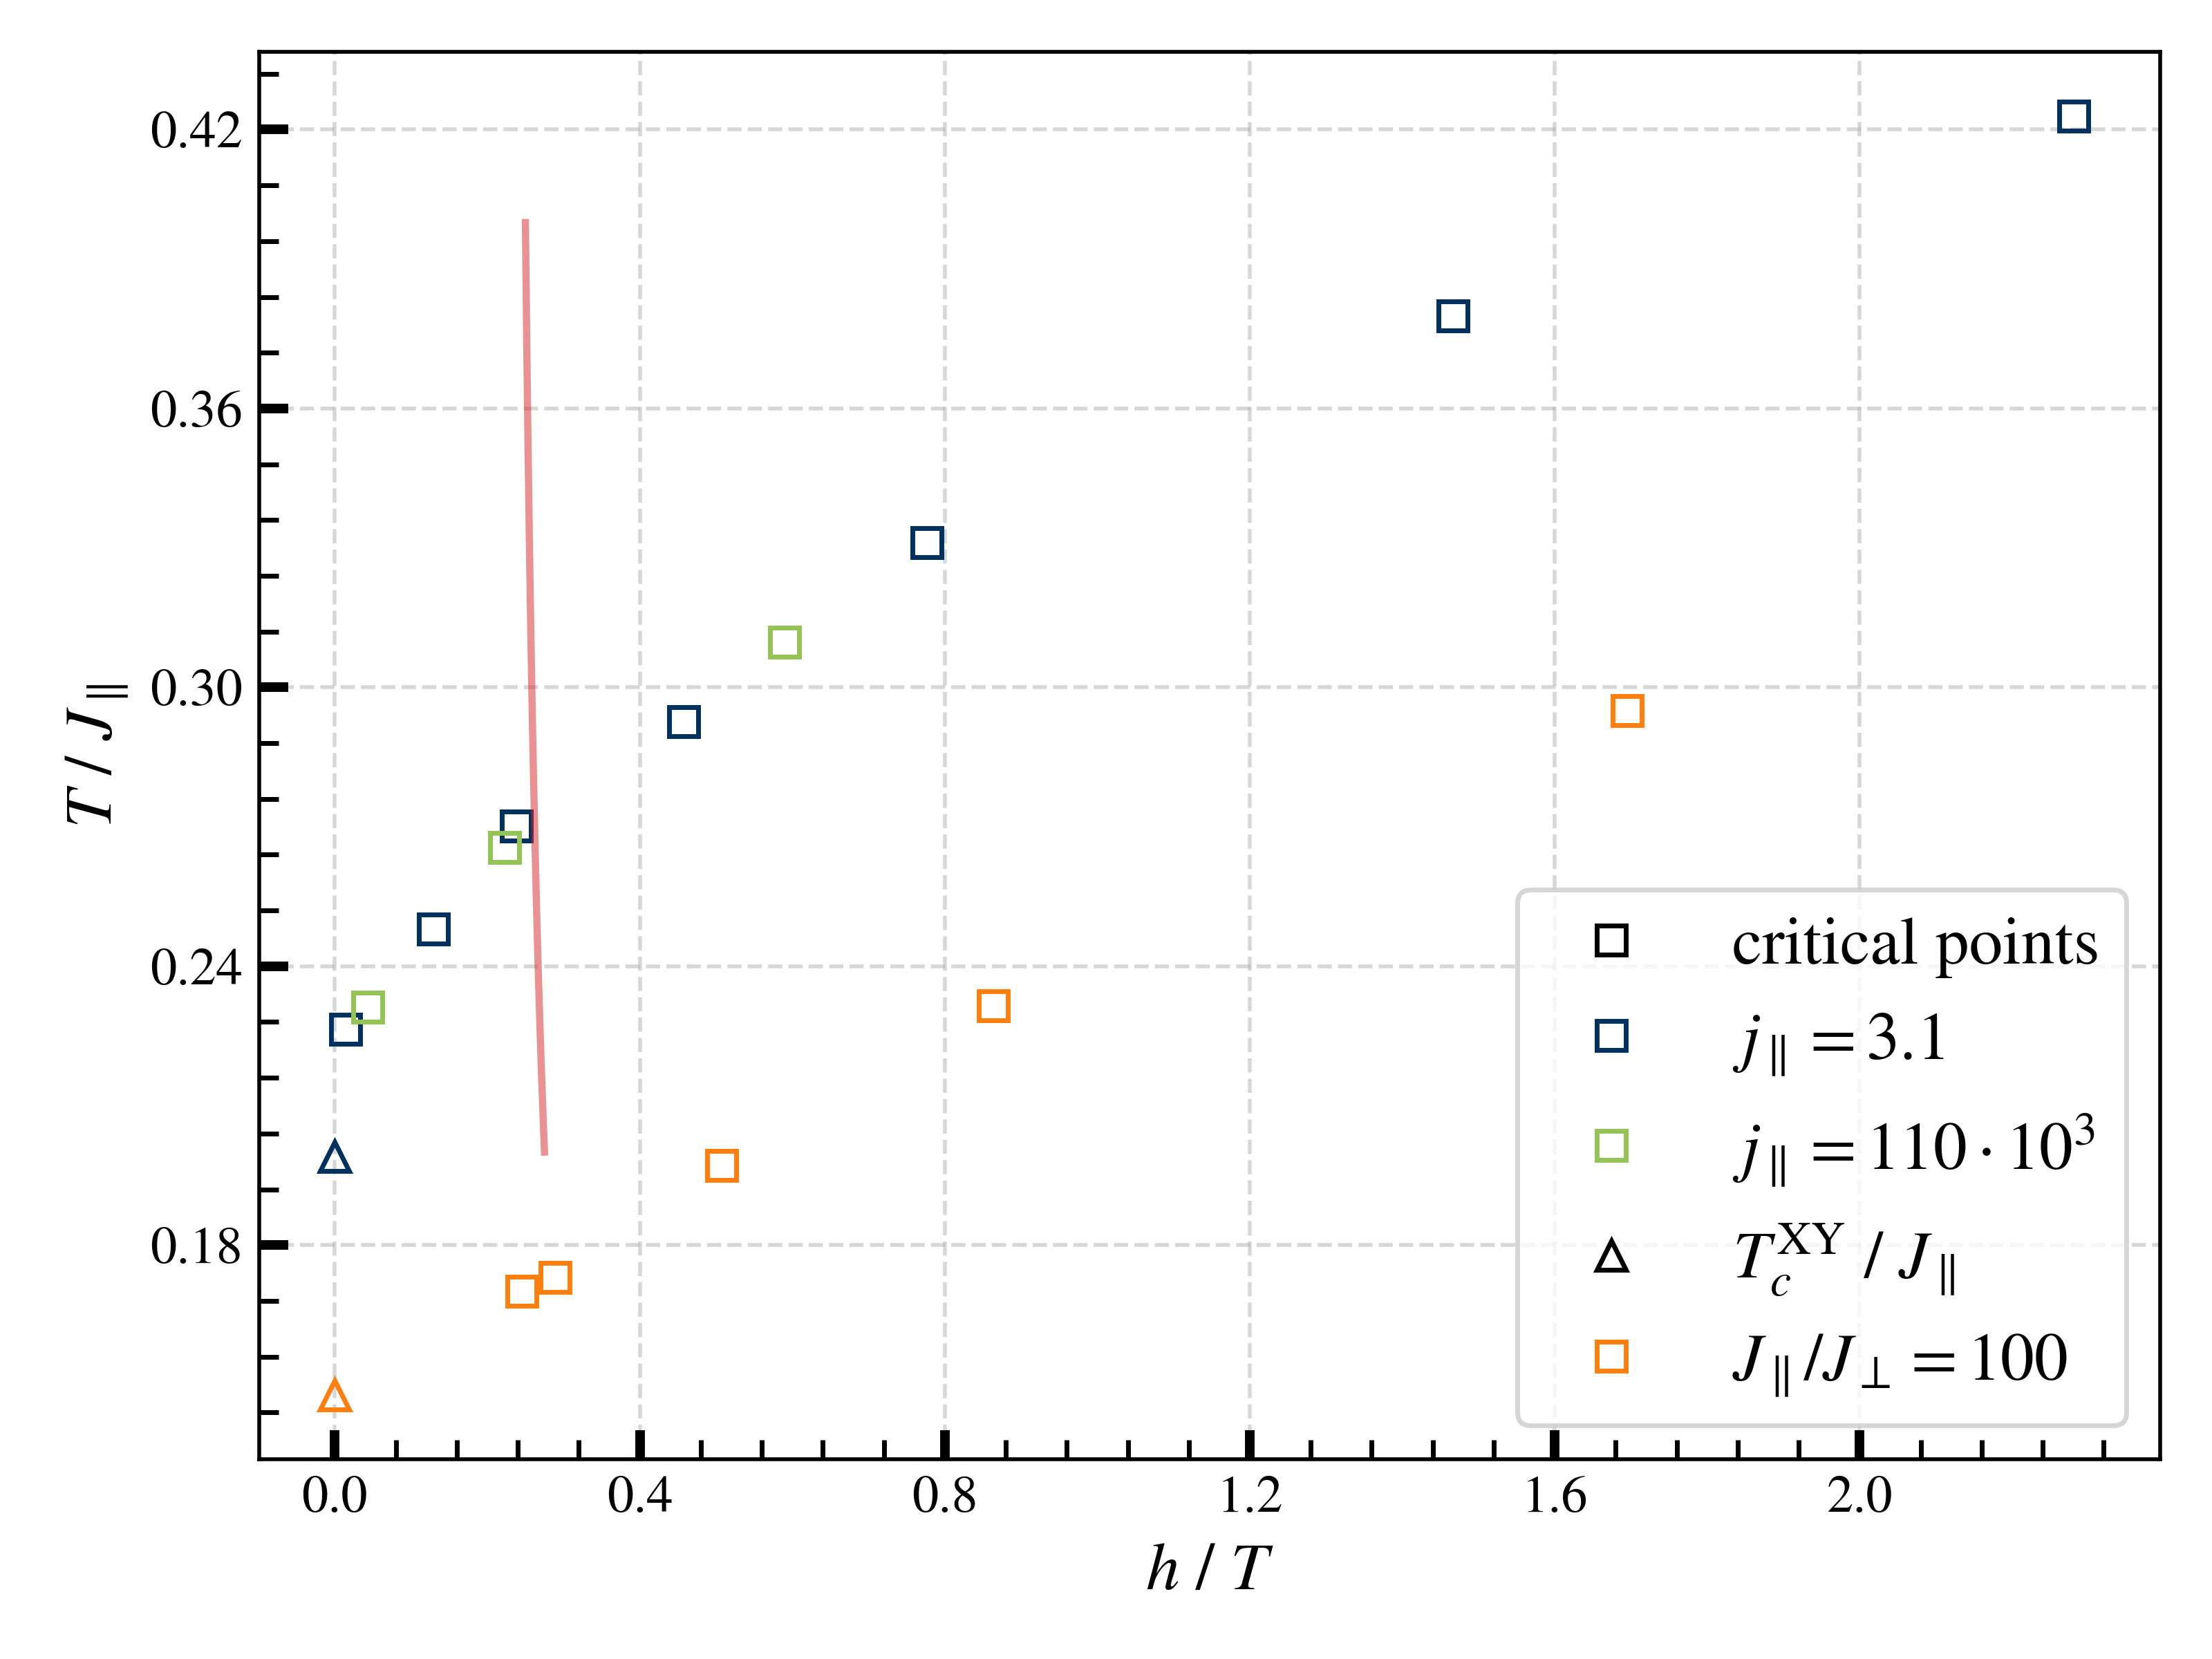 0.42
0.36
0.30
0.24
0.18
T / J∥
0.0 0.4 0.8 1.2 1.6 2.0
h / T
critical points
j∥ = 3.1
j∥ = 110 · 10³
T_c^XY / J∥
J∥/J⊥ = 100